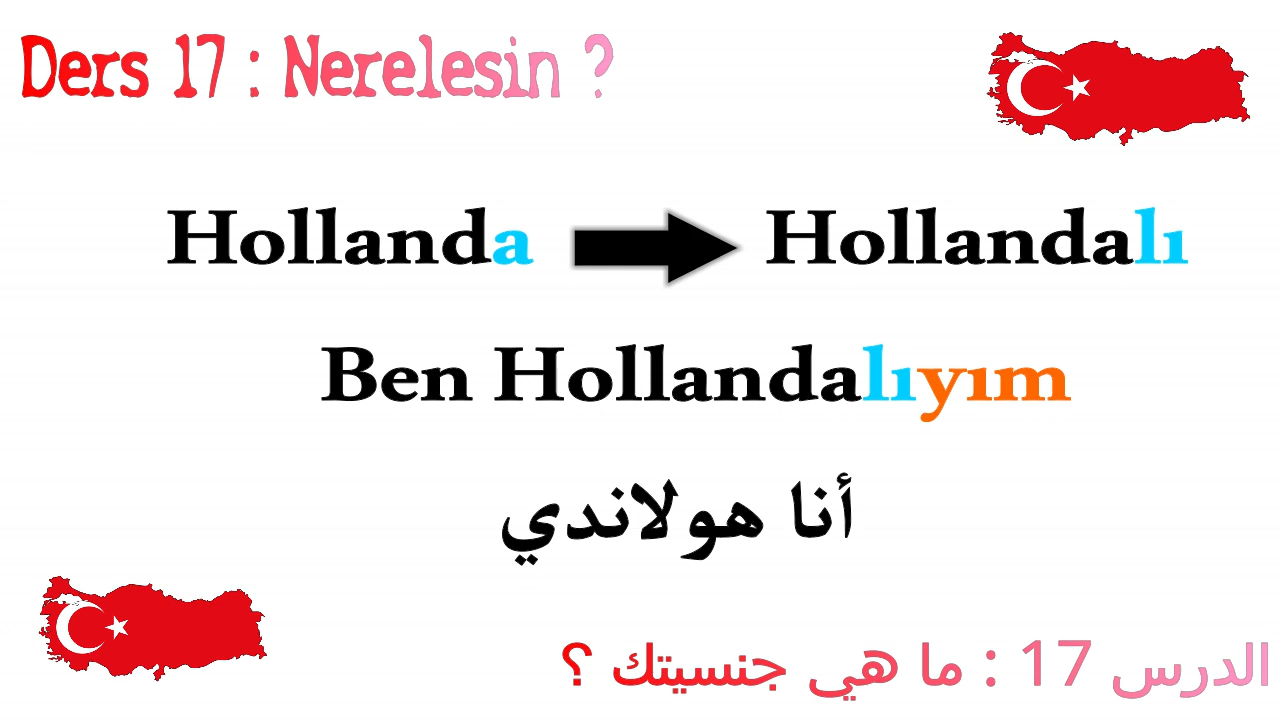 Ders 17 : Nerelesin ?
Hollanda Hollandalı
Ben Hollandalıyım
أنا هولاندي
الدرس 17 : ما هي جنسيتك ؟